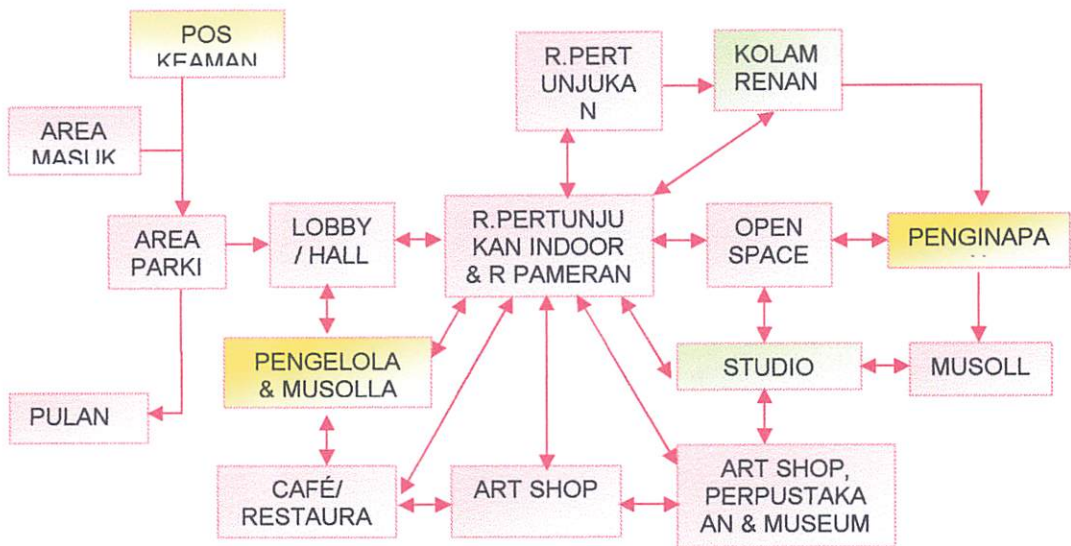 POS
KEAMAN
R.PERT
UNJUKA
N
KOLAM
RENAN
AREA
MASUK
AREA
PARKI
LOBBY
/ HALL
R.PERTUNJU
KAN INDOOR
& R PAMERAN
OPEN
SPACE
PENGINAPA
PENGELOLA
& MUSOLLA
STUDIO
MUSOLL
PULAN
CAFÉ/
RESTAURA
ART SHOP
ART SHOP,
PERPUSTAKA
AN & MUSEUM